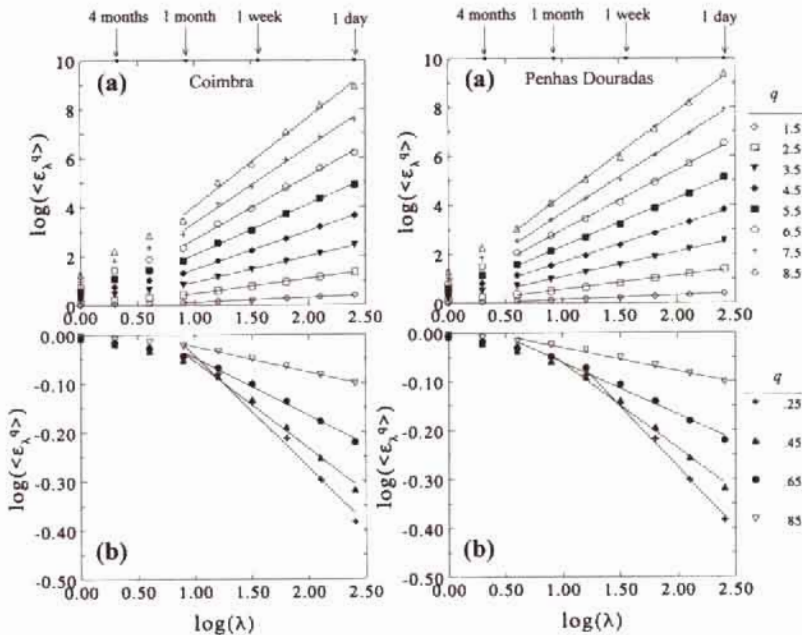 4 months 1 month 1 week 1 day 4 months 1 month 1 week 1 day
10 (a) Coimbra 10 (a) Penhas Douradas q
8 8 1.5
2.5
6 6 3.5
log(<ε_λ^q>) log(<ε_λ^q>) 4.5
4 4 5.5
6.5
2 2 7.5
8.5
0 0
0.00 0.50 1.00 1.50 2.00 2.50 0.00 0.50 1.00 1.50 2.00 2.50
0.00 0.00
q
-0.10 -0.10
.25
-0.20 -0.20
log(<ε_λ^q>) log(<ε_λ^q>) .45
-0.30 -0.30
.65
-0.40 -0.40
.85
(b) (b)
-0.50 -0.50
0.00 0.50 1.00 1.50 2.00 2.50 0.00 0.50 1.00 1.50 2.00 2.50
log(λ) log(λ)